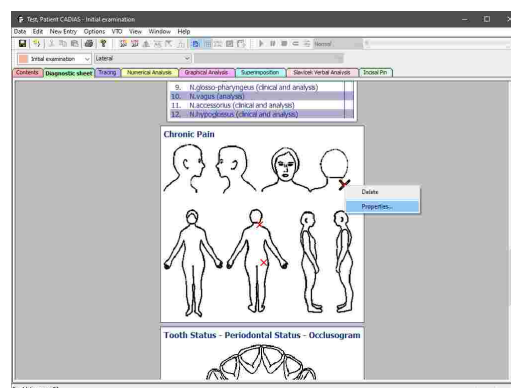 Test, Patient CADIAS - Initial examination
Data Edit New Entry Options VTO View Window Help
Normal
Initial examination Lateral
Contents Diagnostic sheet Tracing Numerical Analysis Graphical Analysis Superimposition Slavicek Verbal Analysis Incisal Pin
9. N.glosso-pharyngeus (clinical and analysis)
10. N.vagus (analysis)
11. N.accessorius (clinical and analysis)
12. N.hypoglossus (clinical and analysis)
Chronic Pain
Delete
Properties...
Tooth Status - Periodontal Status - Occlusogram